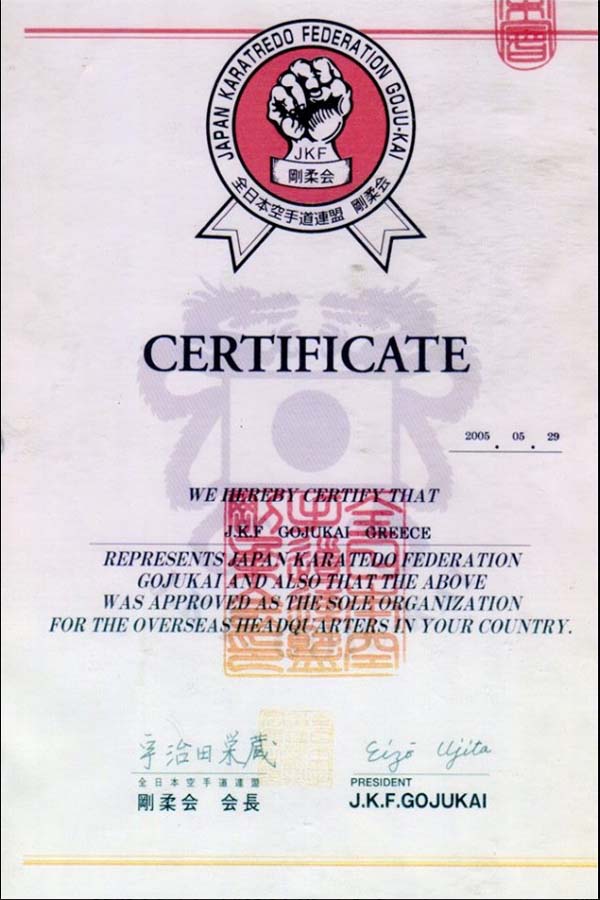 JAPAN KARATREDO FEDERATION GOJU-KAI
JKF
剛柔会
全日本空手道連盟 剛柔会
CERTIFICATE
2005 . 05 . 29
WE HEREBY CERTIFY THAT
J.K.F GOJUKAI GREECE
REPRESENTS JAPAN KARATEDO FEDERATION
GOJUKAI AND ALSO THAT THE ABOVE
WAS APPROVED AS THE SOLE ORGANIZATION
FOR THE OVERSEAS HEADQUARTERS IN YOUR COUNTRY.
宇治田栄蔵
全日本空手道連盟
剛柔会 会長
Eizō Ujita
PRESIDENT
J.K.F.GOJUKAI